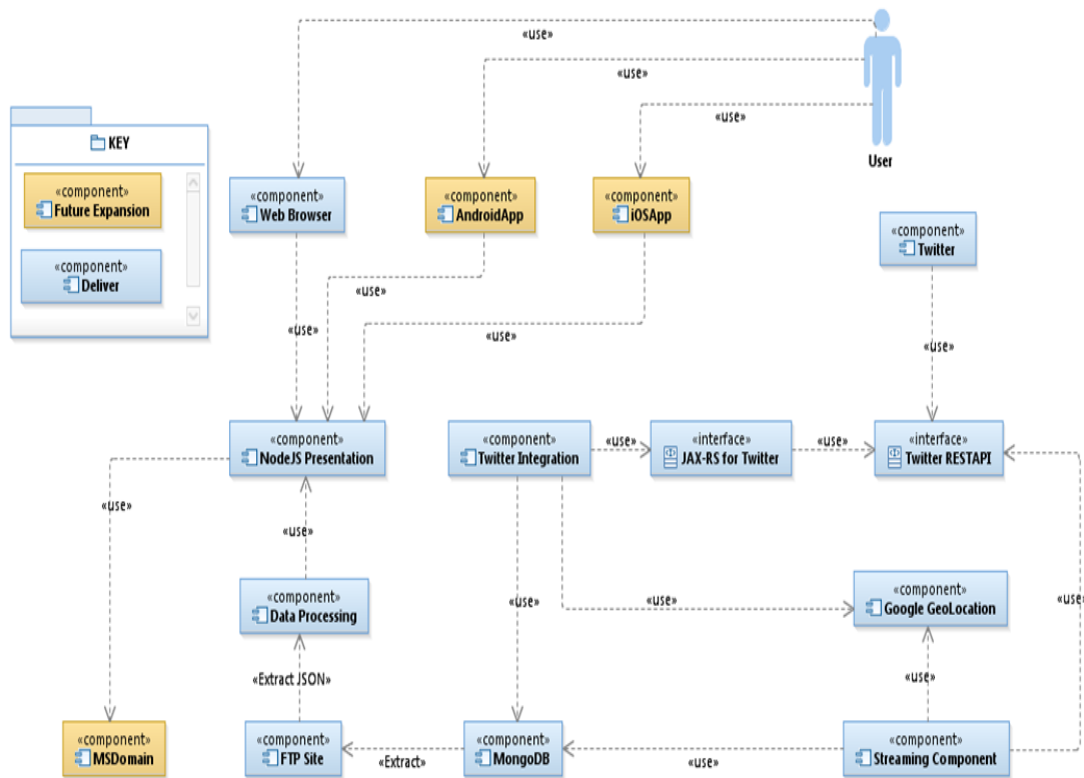 «use»
«use»
«use»
User
KEY
«component»
Future Expansion
«component»
Deliver
«component»
Web Browser
«component»
AndroidApp
«component»
iOSApp
«component»
Twitter
«use»
«use»
«use»
«use»
«component»
NodeJS Presentation
«component»
Twitter Integration
«use»
«interface»
JAX-RS for Twitter
«use»
«interface»
Twitter RESTAPI
«use»
«use»
«component»
Data Processing
«use»
«use»
«component»
Google GeoLocation
«use»
«Extract JSON»
«use»
«component»
MSDomain
«component»
FTP Site
«Extract»
«component»
MongoDB
«use»
«component»
Streaming Component